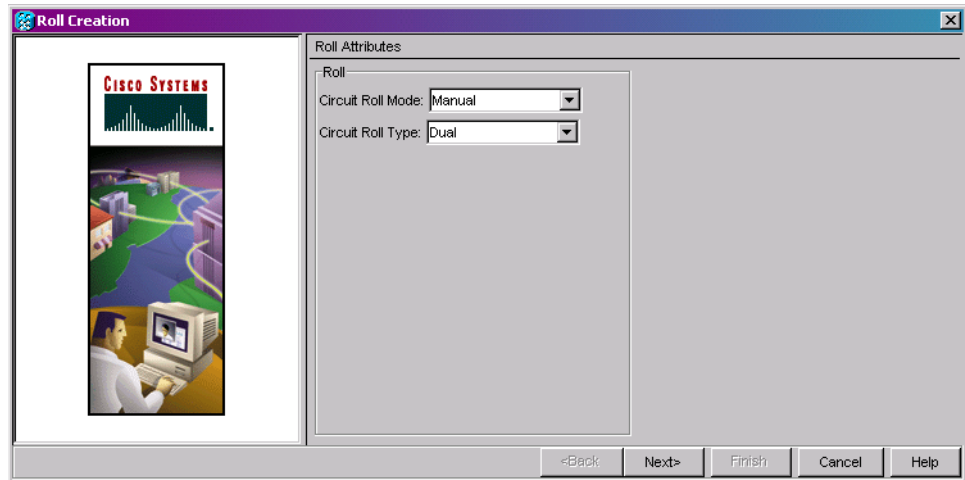 Roll Creation
CISCO SYSTEMS
Roll Attributes
Roll
Circuit Roll Mode: Manual
Circuit Roll Type: Dual
<Back Next> Finish Cancel Help